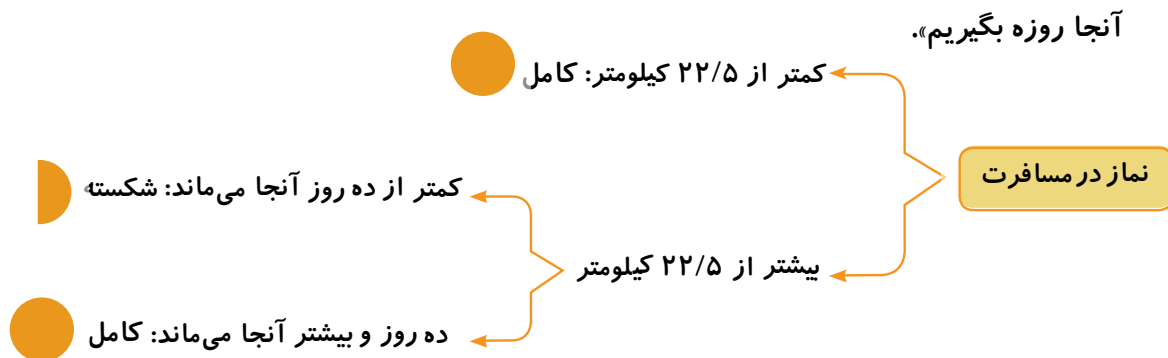 آنجا روزه بگیریم».
نماز در مسافرت
کمتر از ۲۲/۵ کیلومتر: کامل
بیشتر از ۲۲/۵ کیلومتر
کمتر از ده روز آنجا می‌ماند: شکسته
ده روز و بیشتر آنجا می‌ماند: کامل